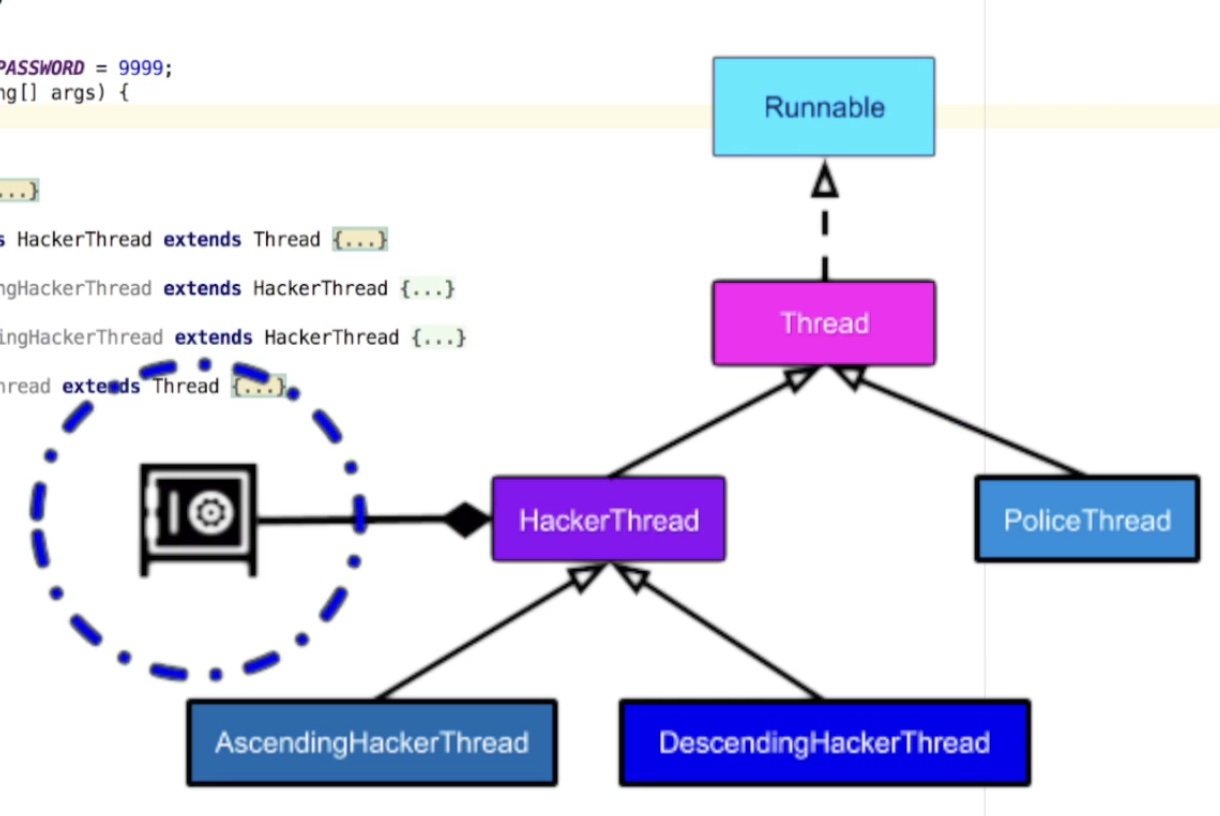 PASSWORD = 9999;
ng[] args) {
...}
s HackerThread extends Thread {...}
ngHackerThread extends HackerThread {...}
ingHackerThread extends HackerThread {...}
hread extends Thread {...}
Runnable
Thread
HackerThread
PoliceThread
AscendingHackerThread
DescendingHackerThread